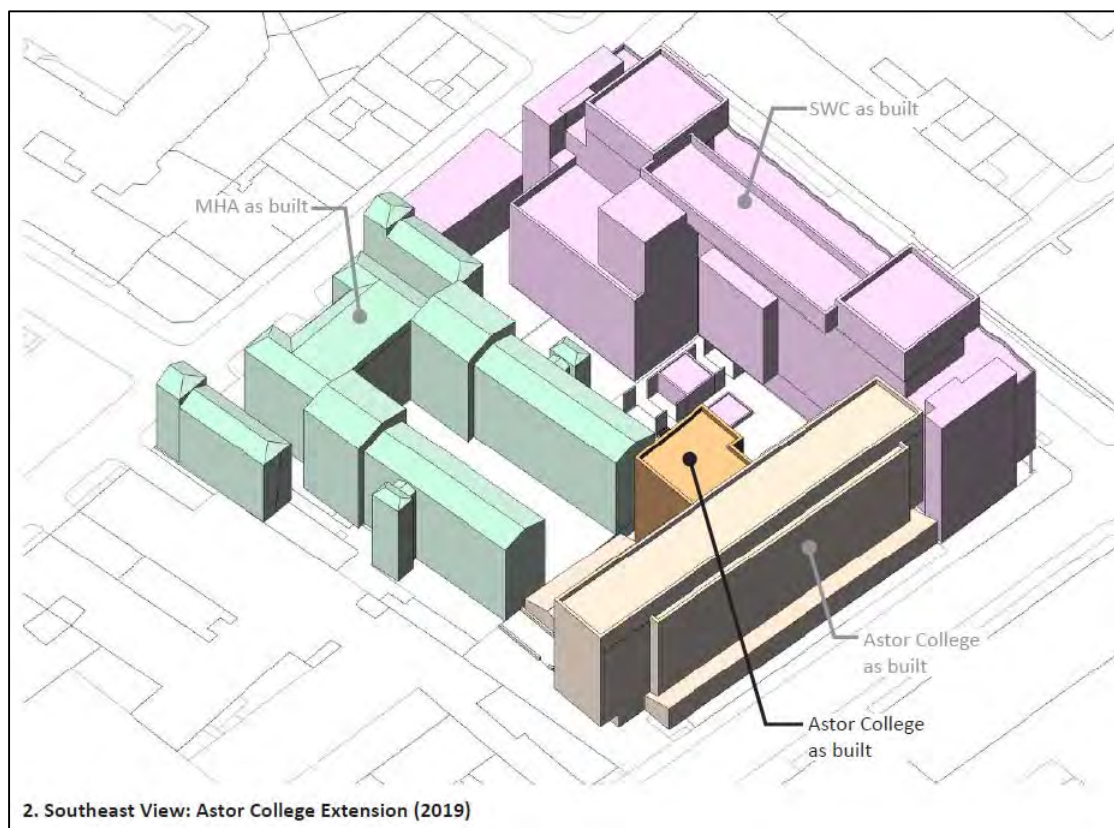 SWC as built
MHA as built
Astor College
as built
Astor College
as built
2. Southeast View: Astor College Extension (2019)